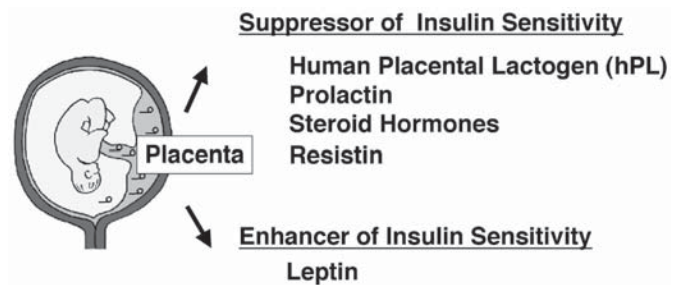 Suppressor of Insulin Sensitivity
Human Placental Lactogen (hPL)
Prolactin
Steroid Hormones
Resistin
Placenta
Enhancer of Insulin Sensitivity
Leptin